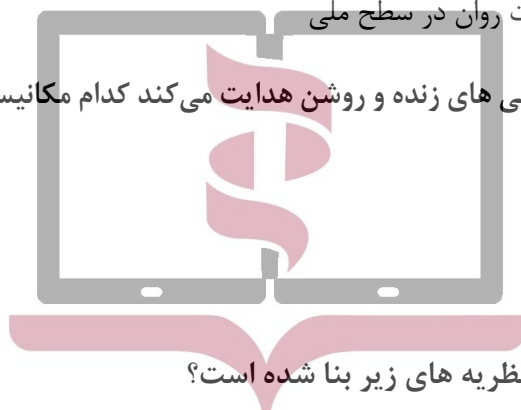 ت روان در سطح ملی
ی های زنده و روشن هدایت می‌کند کدام مکانیس
ظریه های زیر بنا شده است؟